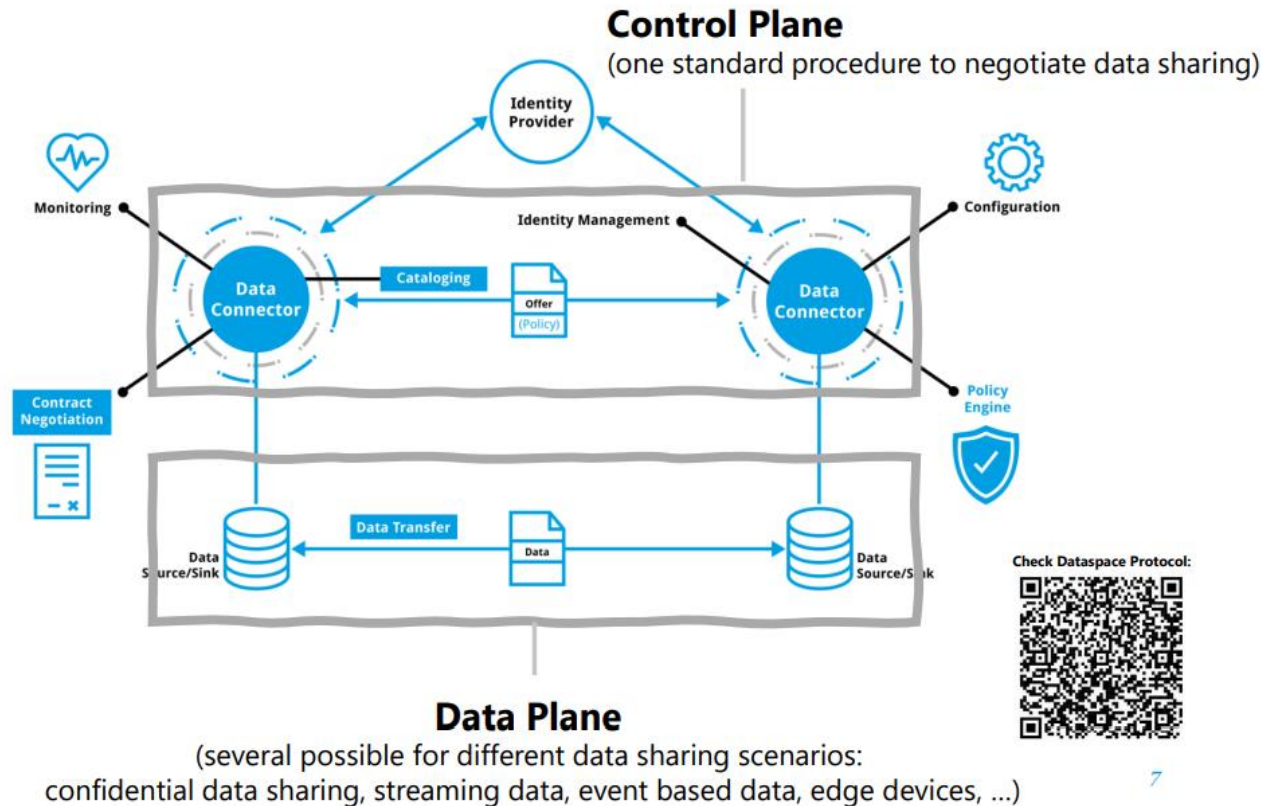 Control Plane
(one standard procedure to negotiate data sharing)
Identity
Provider
Monitoring
Configuration
Identity Management
Cataloging
Data
Connector
Offer
(Policy)
Data
Connector
Contract
Negotiation
Policy
Engine
Data Transfer
Data
Source/Sink
Data
Data
Source/Sink
Check Dataspace Protocol:
Data Plane
(several possible for different data sharing scenarios:
confidential data sharing, streaming data, event based data, edge devices, ...)
7